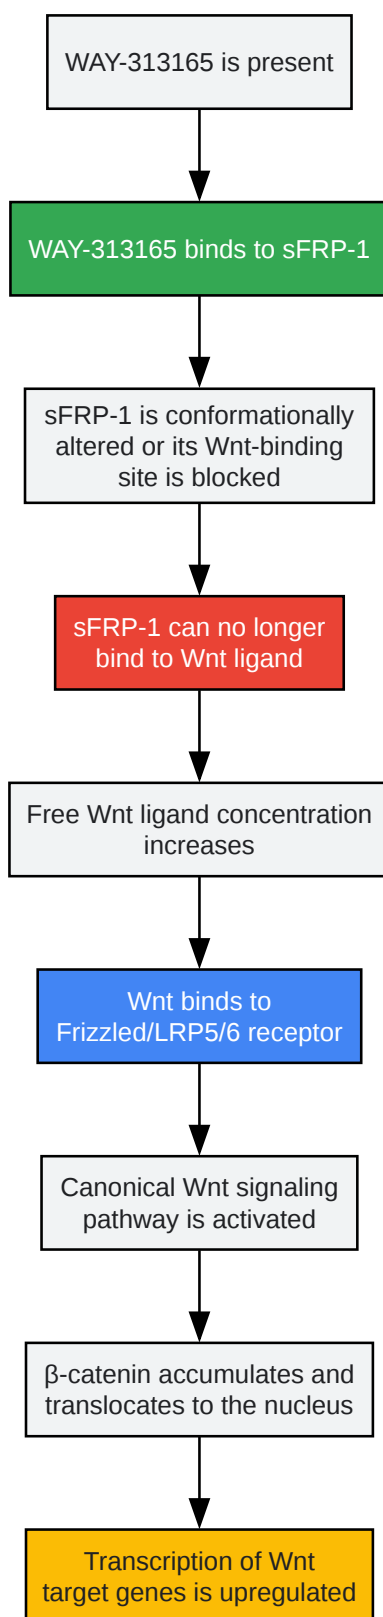 WAY-313165 is present
WAY-313165 binds to sFRP-1
sFRP-1 is conformationally
altered or its Wnt-binding
site is blocked
sFRP-1 can no longer
bind to Wnt ligand
Free Wnt ligand concentration
increases
Wnt binds to
Frizzled/LRP5/6 receptor
Canonical Wnt signaling
pathway is activated
β-catenin accumulates and
translocates to the nucleus
Transcription of Wnt
target genes is upregulated